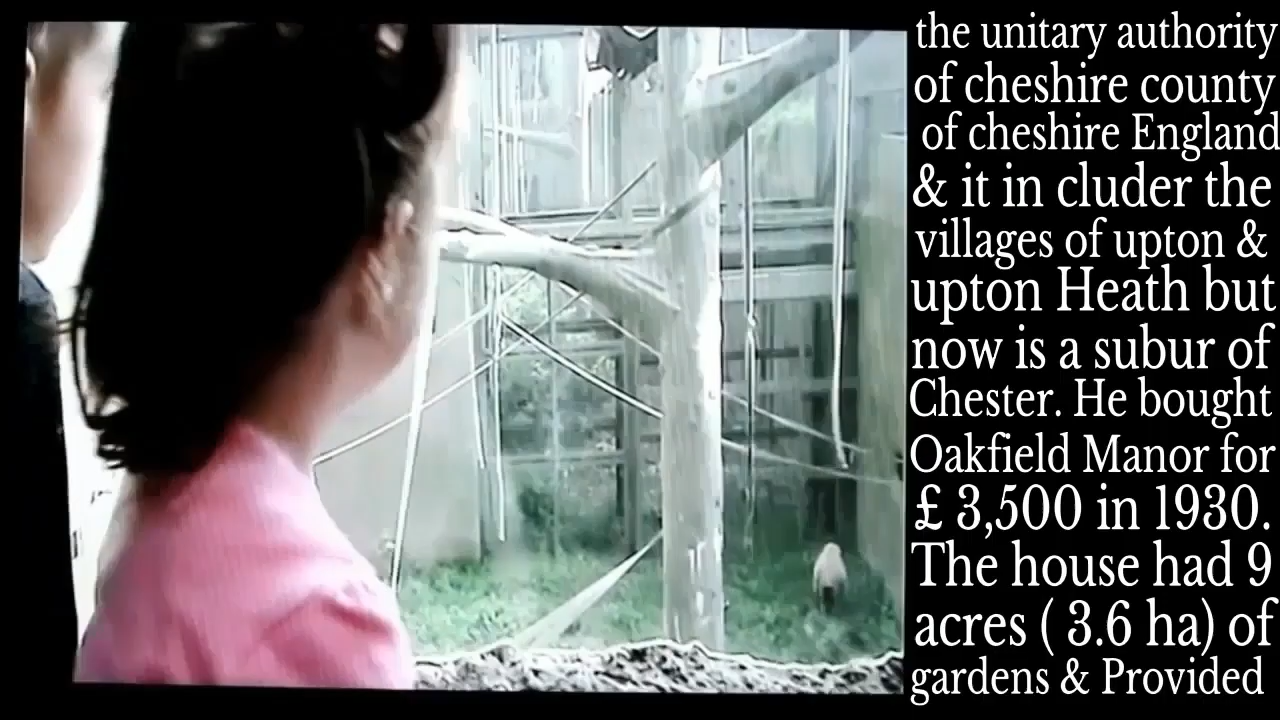 the unitary authority
of cheshire county
of cheshire England
& it in cluder the
villages of upton &
upton Heath but
now is a subur of
Chester. He bought
Oakfield Manor for
£ 3,500 in 1930.
The house had 9
acres ( 3.6 ha) of
gardens & Provided